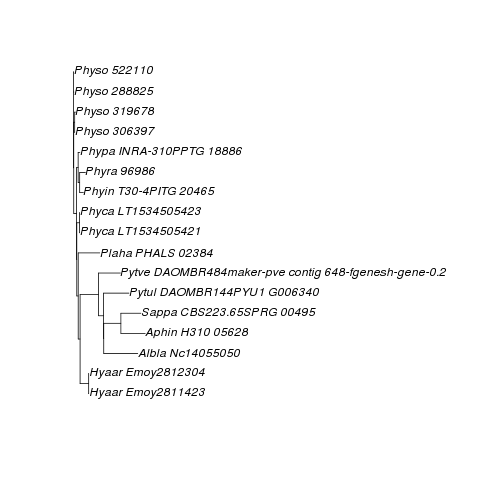 Physo 522110
Physo 288825
Physo 319678
Physo 306397
Phypa INRA-310PPTG 18886
Phyra 96986
Phyin T30-4PITG 20465
Phyca LT1534505423
Phyca LT1534505421
Plaha PHALS 02384
Pytve DAOMBR484maker-pve contig 648-fgenesh-gene-0.2
Pytul DAOMBR144PYU1 G006340
Sappa CBS223.65SPRG 00495
Aphin H310 05628
Albla Nc14055050
Hyaar Emoy2812304
Hyaar Emoy2811423